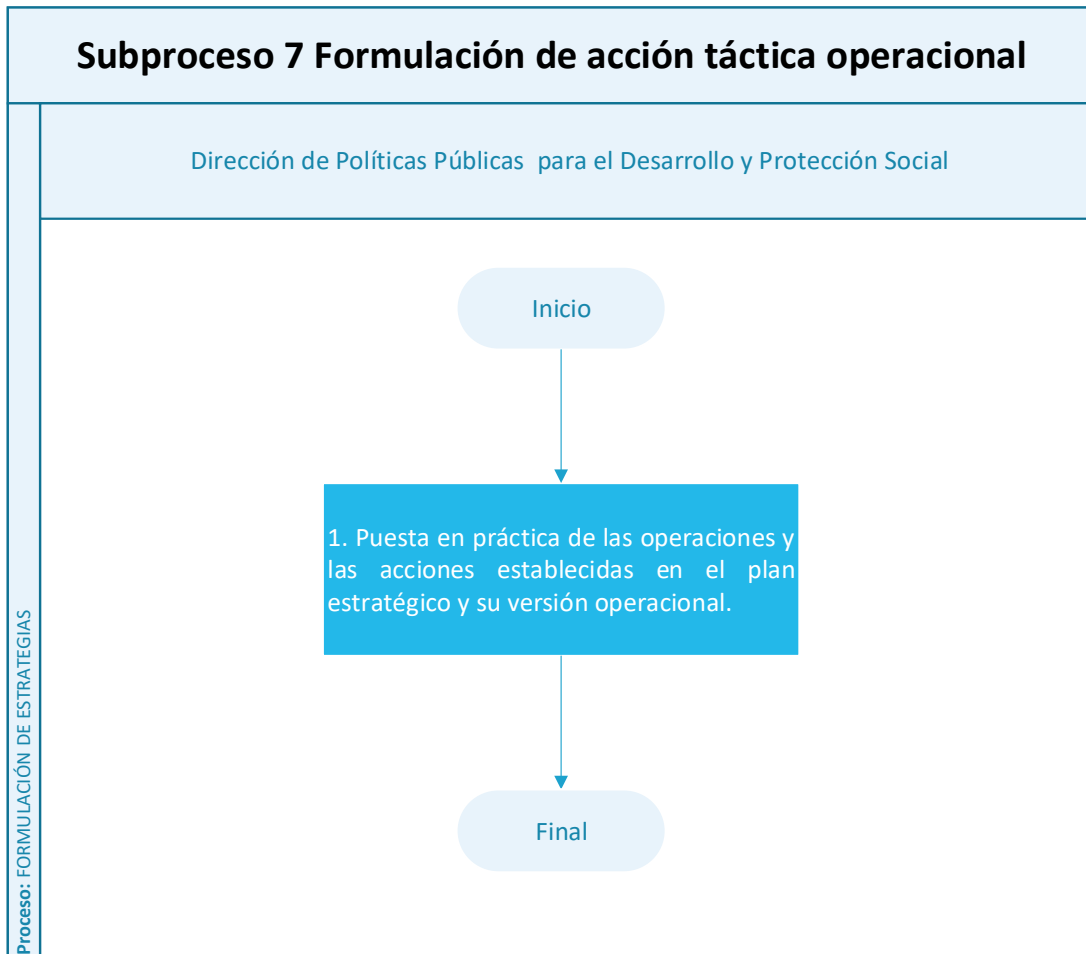 Subproceso 7 Formulación de acción táctica operacional
Dirección de Políticas Públicas  para el Desarrollo y Protección Social
Inicio
1. Puesta en práctica de las operaciones y
las acciones establecidas en el plan
estratégico y su versión operacional.
Final
Proceso: FORMULACIÓN DE ESTRATEGIAS